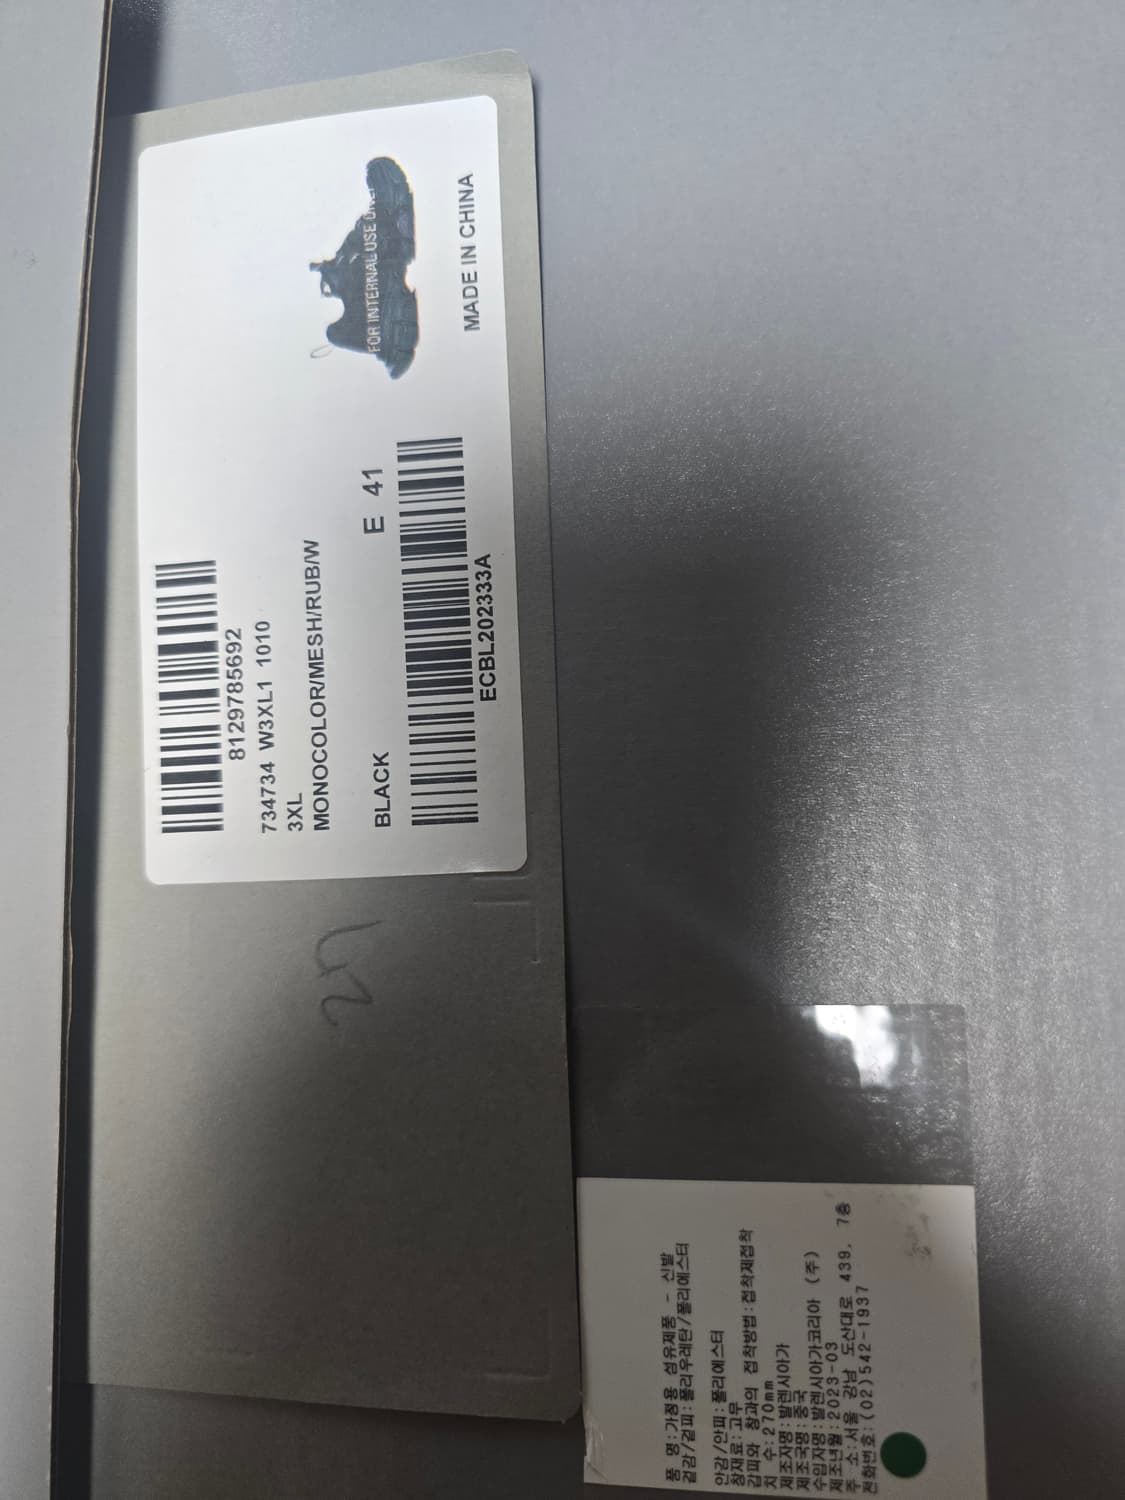 8129785692
734734 W3XL1 1010
3XL
MONOCOLOR/MESH/RUB/W
BLACK E 41
ECBL202333A
FOR INTERNAL USE
MADE IN CHINA
품 명:가정용 섬유제품 - 신발
겉감/겉피:폴리우레탄/폴리에스터
안감/안피:폴리에스터
창재료:고무
갑피와 창과의 접착방법:접착제접착
치 수:270mm
제조자명:발렌시아가
제조국명:중국
수입자명:발렌시아가코리아 (주)
제조년월:2023-03
주 소:서울 강남 도산대로 439, 7층
전화번호:(02)542-1937